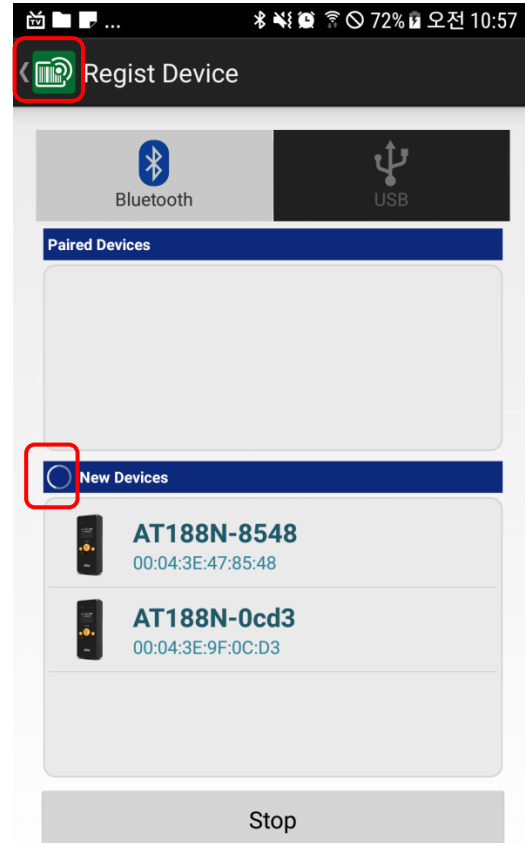 ... 72% 오전 10:57
Regist Device
Bluetooth
USB
Paired Devices
New Devices
AT188N-8548
00:04:3E:47:85:48
AT188N-0cd3
00:04:3E:9F:0C:D3
Stop